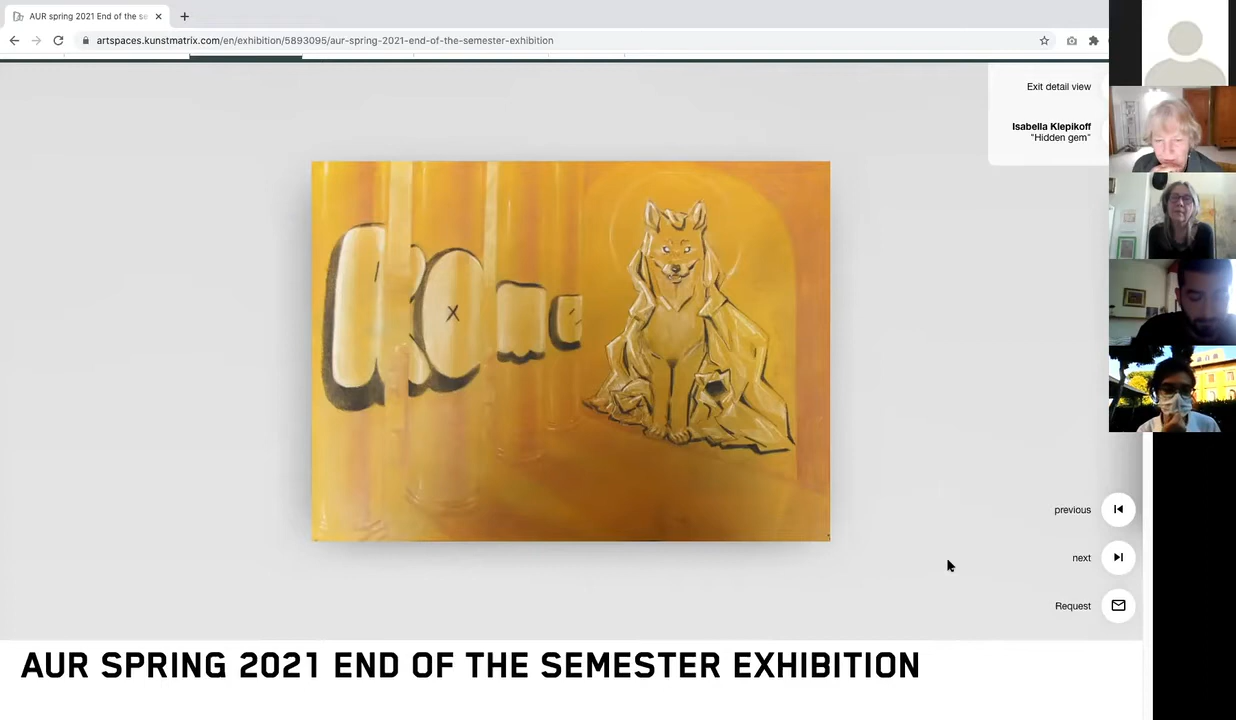 AUR spring 2021 End of the se
artspaces.kunstmatrix.com/en/exhibition/5893095/aur-spring-2021-end-of-the-semester-exhibition
Exit detail view
Isabella Klepikoff
"Hidden gem"
previous
next
Request
AUR SPRING 2021 END OF THE SEMESTER EXHIBITION